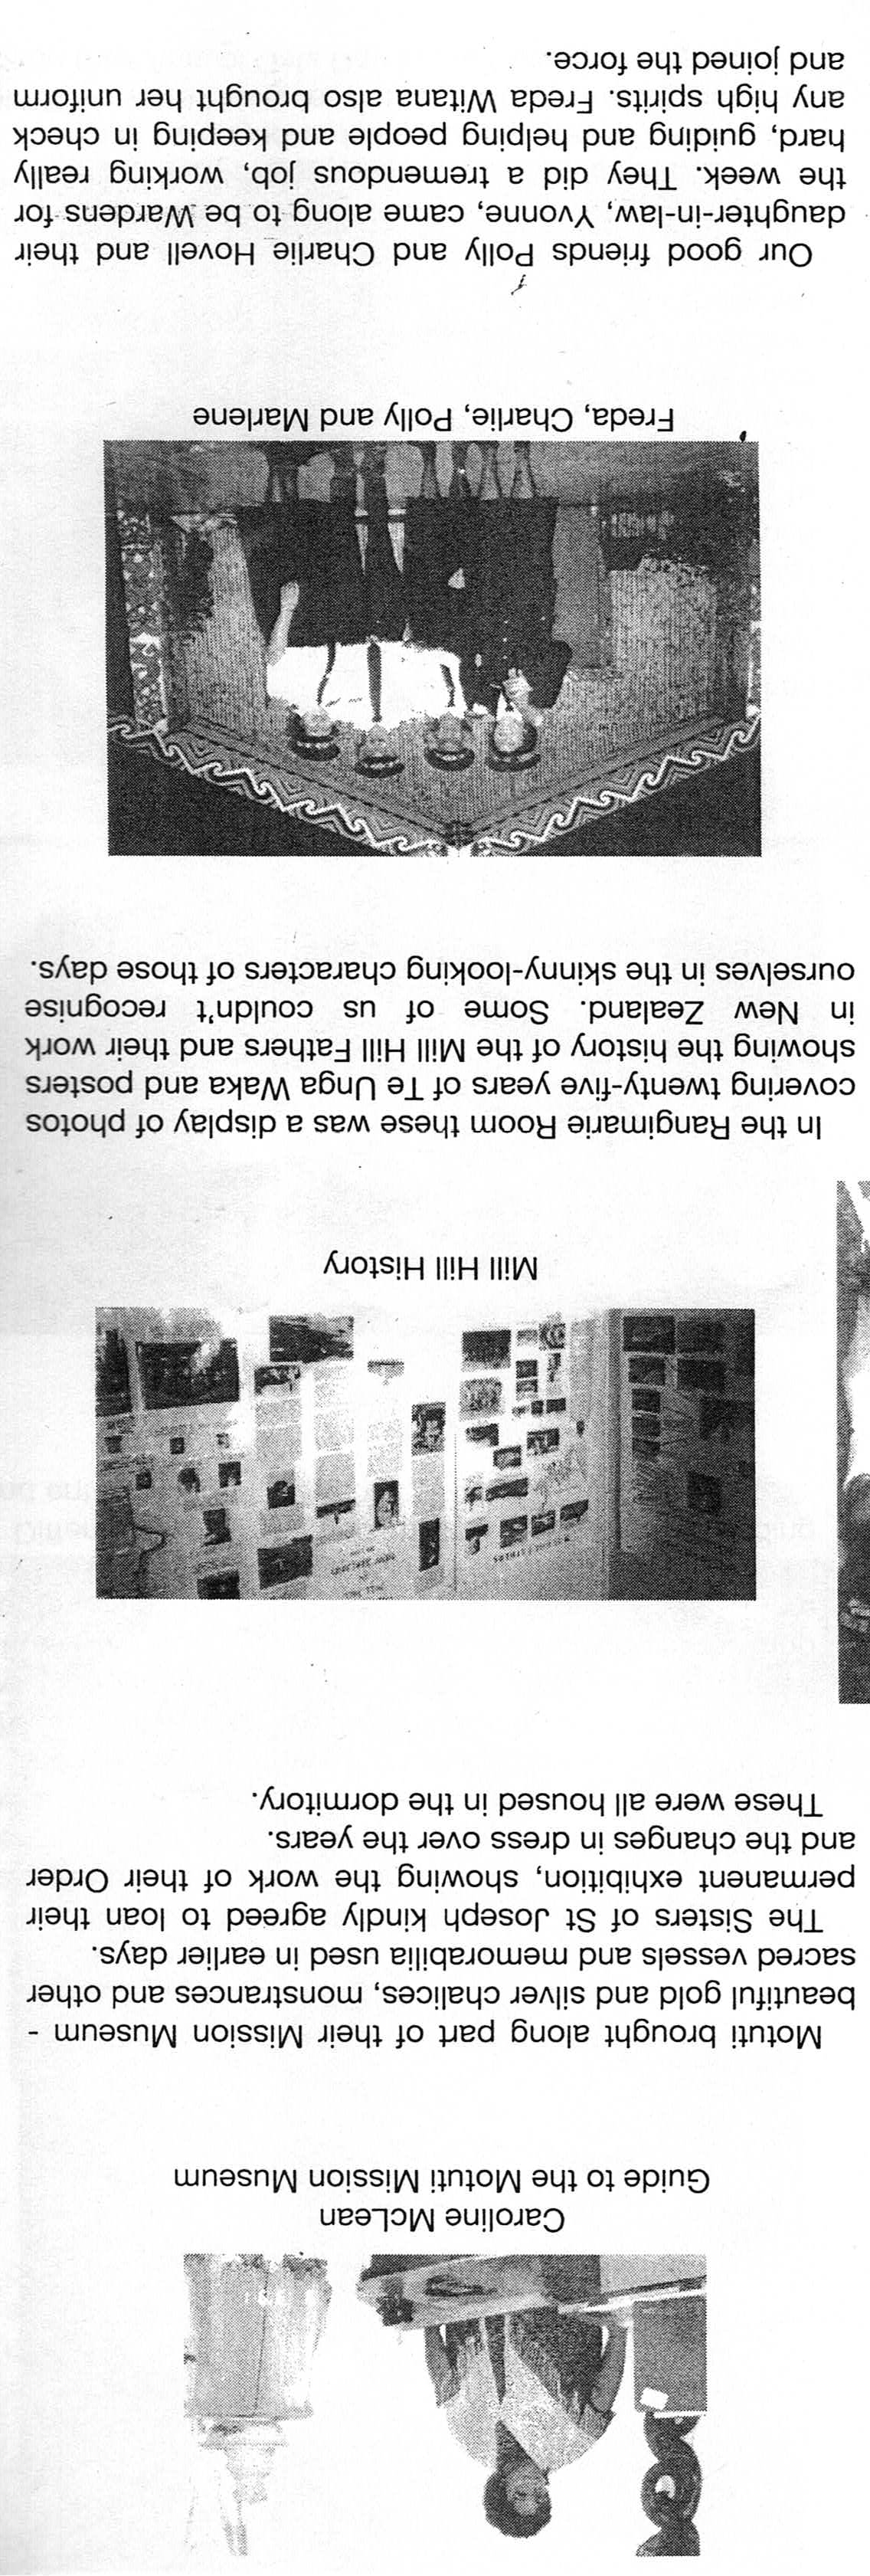 Caroline McLean
Guide to the Motuti Mission Museum
Motuti brought along part of their Mission Museum -
beautiful gold and silver chalices, monstrances and other
sacred vessels and memorabilia used in earlier days.
The Sisters of St Joseph kindly agreed to loan their
permanent exhibition, showing the work of their Order
and the changes in dress over the years.
These were all housed in the dormitory.
NEW ZEALAND
Mill Hill History
In the Rangimarie Room these was a display of photos
covering twenty-five years of Te Unga Waka and posters
showing the history of the Mill Hill Fathers and their work
in New Zealand. Some of us couldn't recognise
ourselves in the skinny-looking characters of those days.
Freda, Charlie, Polly and Marlene
Our good friends Polly and Charlie Hovell and their
daughter-in-law, Yvonne, came along to be Wardens for
the week. They did a tremendous job, working really
hard, guiding and helping people and keeping in check
any high spirits. Freda Witana also brought her uniform
and joined the force.